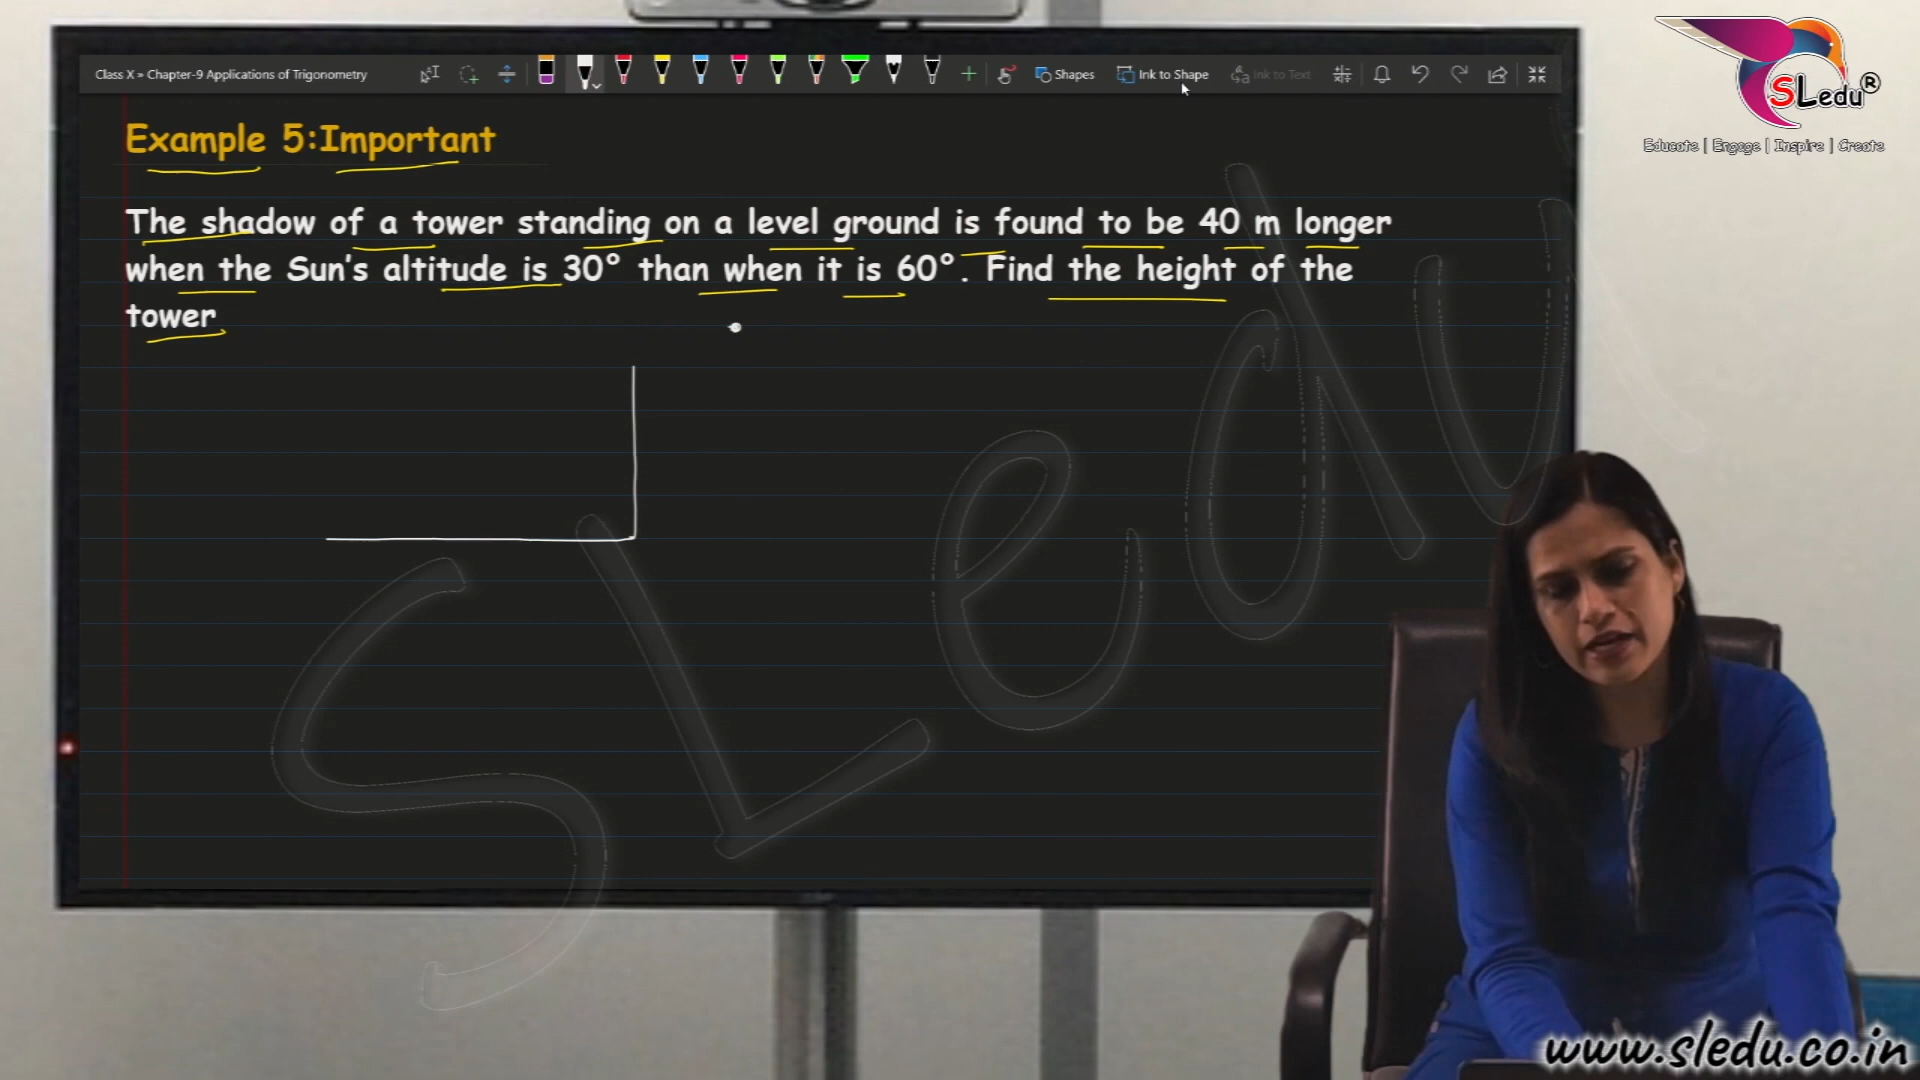 Class X » Chapter-9 Applications of Trigonometry
Shapes
Ink to Shape
Ink to Text
SLedu®
Educate | Engage | Inspire | Create
Example 5:Important
The shadow of a tower standing on a level ground is found to be 40 m longer
when the Sun's altitude is 30° than when it is 60°. Find the height of the
tower
SLedu
www.sledu.co.in